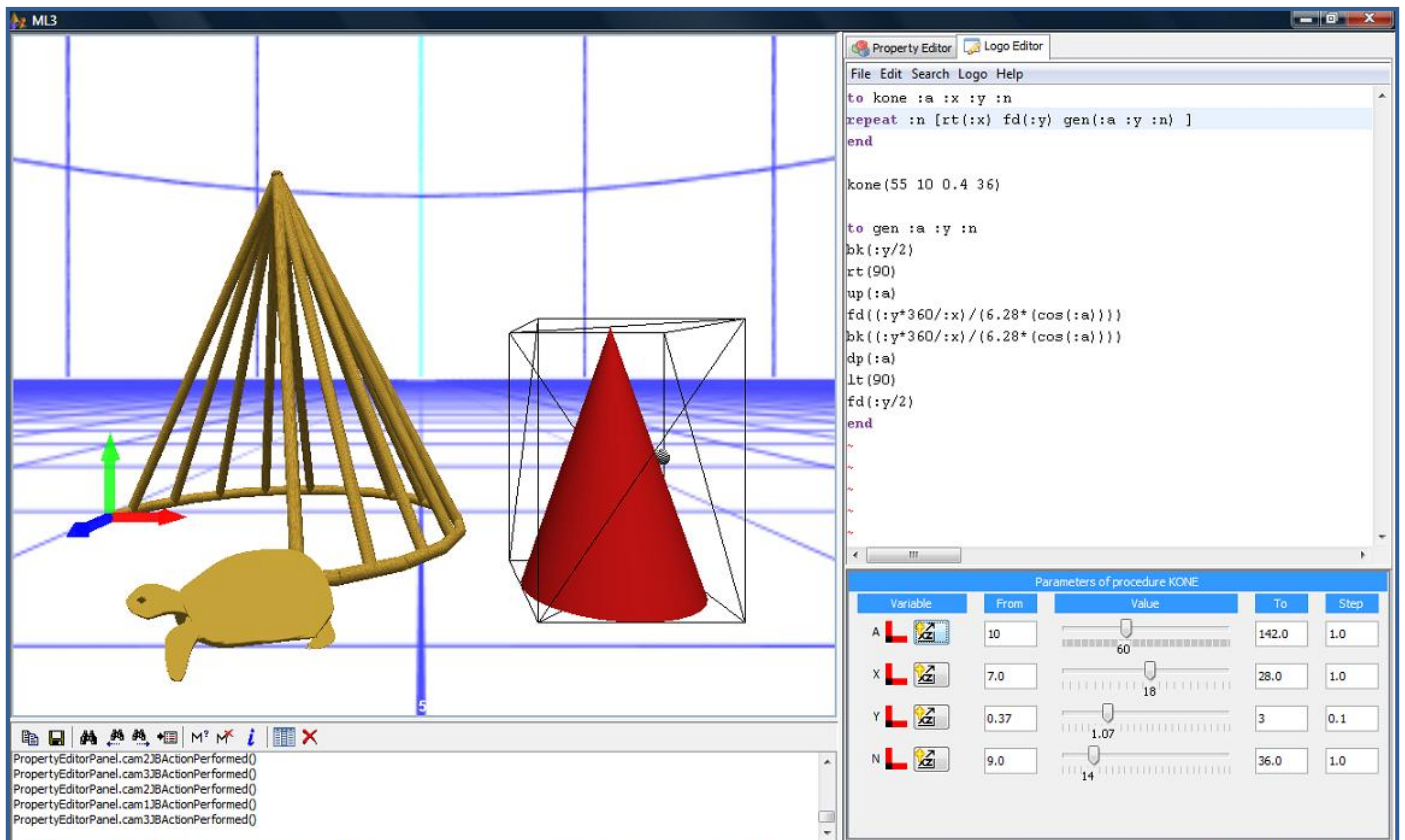 ML3
Property Editor Logo Editor
File Edit Search Logo Help
to kone :a :x :y :n
repeat :n [rt(:x) fd(:y) gen(:a :y :n) ]
end
kone(55 10 0.4 36)
to gen :a :y :n
bk(:y/2)
rt(90)
up(:a)
fd((:y*360/:x)/(6.28*(cos(:a))))
bk((:y*360/:x)/(6.28*(cos(:a))))
dp(:a)
lt(90)
fd(:y/2)
end
~
~
~
~
~
Parameters of procedure KONE
Variable From Value To Step
A 10 60 142.0 1.0
X 7.0 18 28.0 1.0
Y 0.37 1.07 3 0.1
N 9.0 14 36.0 1.0
5
M? M i
PropertyEditorPanel.cam2JBActionPerformed()
PropertyEditorPanel.cam3JBActionPerformed()
PropertyEditorPanel.cam2JBActionPerformed()
PropertyEditorPanel.cam1JBActionPerformed()
PropertyEditorPanel.cam3JBActionPerformed()